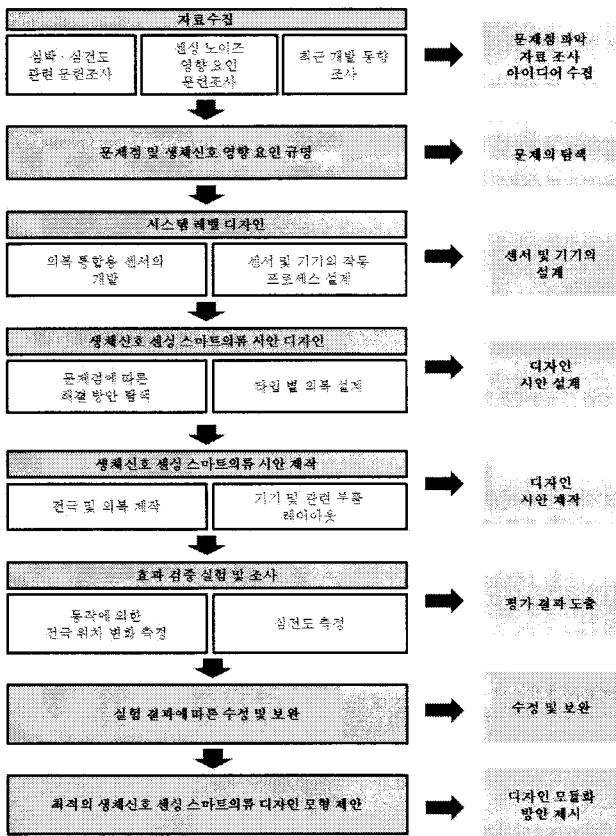 자료수집
심박 · 심전도
관련 문헌조사
센싱 노이즈
영향 요인
문헌조사
최근 개발 동향
조사
문제점 파악
자료 조사
아이디어 수집
문제점 및 생체신호 영향 요인 규명
문제의 탐색
시스템 레벨 디자인
의복 통합용 센서의
개발
센서 및 기기의 작동
프로세스 설계
센서 및 기기의
설계
생체신호 센싱 스마트의류 시안 디자인
문제점에 따른
해결 방안 탐색
타입 별 의복 설계
디자인
시안 설계
생체신호 센싱 스마트의류 시안 제작
전극 및 의복 제작
기기 및 관련 부품
레이아웃
디자인
시안 제작
효과 검증 실험 및 조사
동작에 의한
전극 위치 변화 측정
심전도 측정
평가 결과 도출
실험 결과에 따른 수정 및 보완
수정 및 보완
최적의 생체신호 센싱 스마트의류 디자인 모형 제안
디자인 모듈화
방안 제시